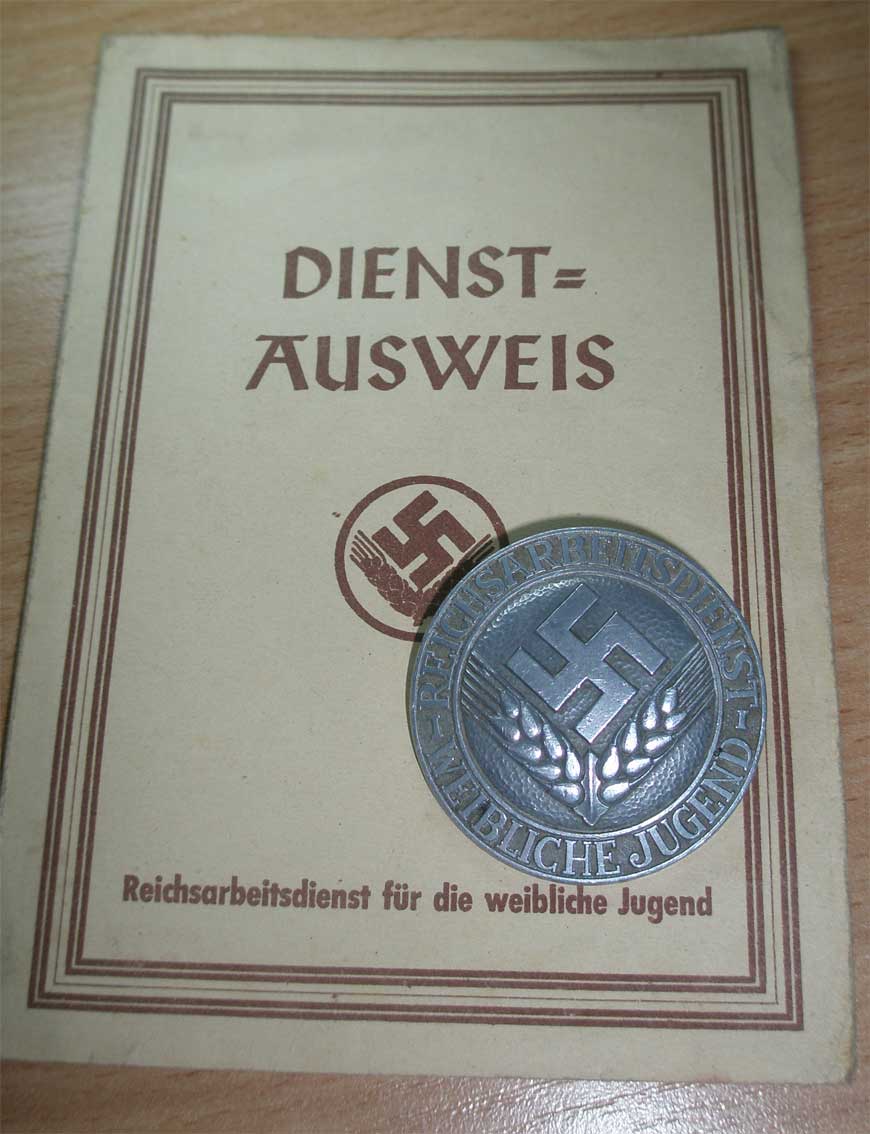 DIENST=
AUSWEIS
REICHSARBEITSDIENST
WEIBLICHE JUGEND
Reichsarbeitsdienst für die weibliche Jugend